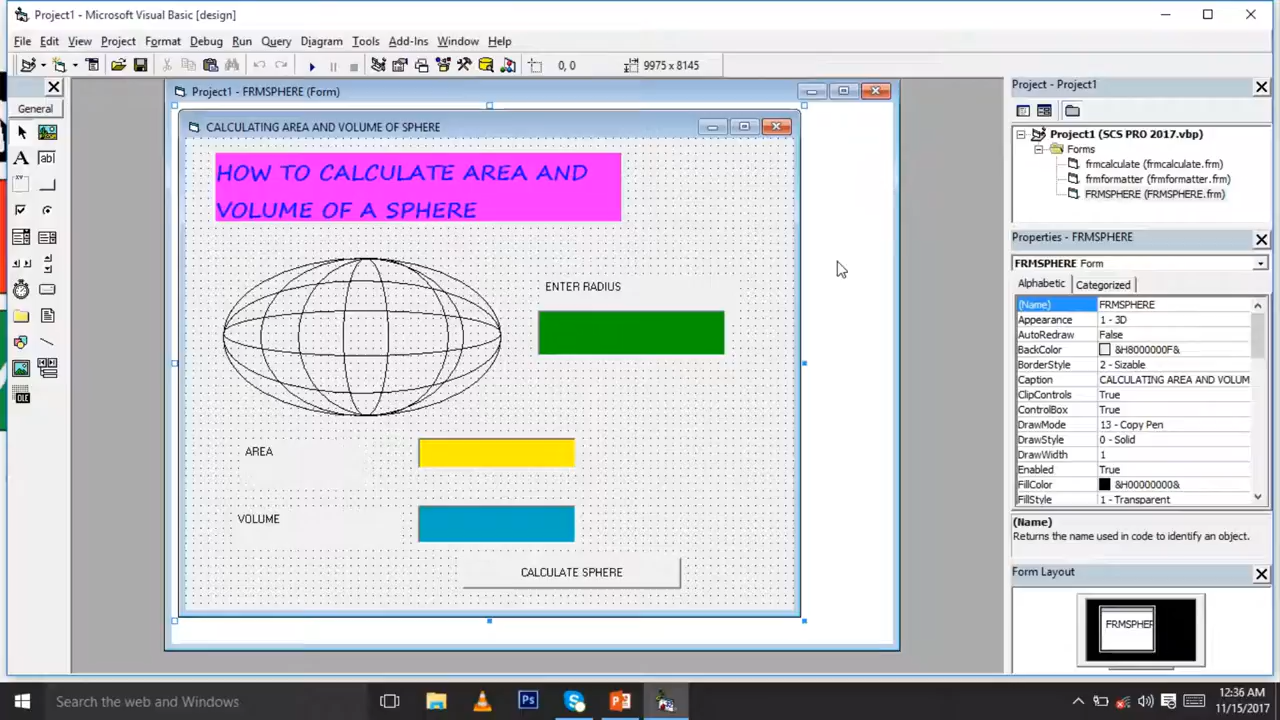 Project1 - Microsoft Visual Basic [design]
File Edit View Project Format Debug Run Query Diagram Tools Add-Ins Window Help
0, 0 9975 x 8145
General
Project1 - FRMSPHERE (Form)
CALCULATING AREA AND VOLUME OF SPHERE
HOW TO CALCULATE AREA AND
VOLUME OF A SPHERE
ENTER RADIUS
AREA
VOLUME
CALCULATE SPHERE
Project - Project1
Project1 (SCS PRO 2017.vbp)
Forms
frmcalculate (frmcalculate.frm)
frmformatter (frmformatter.frm)
FRMSPHERE (FRMSPHERE.frm)
Properties - FRMSPHERE
FRMSPHERE Form
Alphabetic Categorized
(Name) FRMSPHERE
Appearance 1 - 3D
AutoRedraw False
BackColor &H8000000F&
BorderStyle 2 - Sizable
Caption CALCULATING AREA AND VOLUM
ClipControls True
ControlBox True
DrawMode 13 - Copy Pen
DrawStyle 0 - Solid
DrawWidth 1
Enabled True
FillColor &H00000000&
FillStyle 1 - Transparent
(Name)
Returns the name used in code to identify an object.
Form Layout
FRMSPHER
Search the web and Windows
12:36 AM
11/15/2017